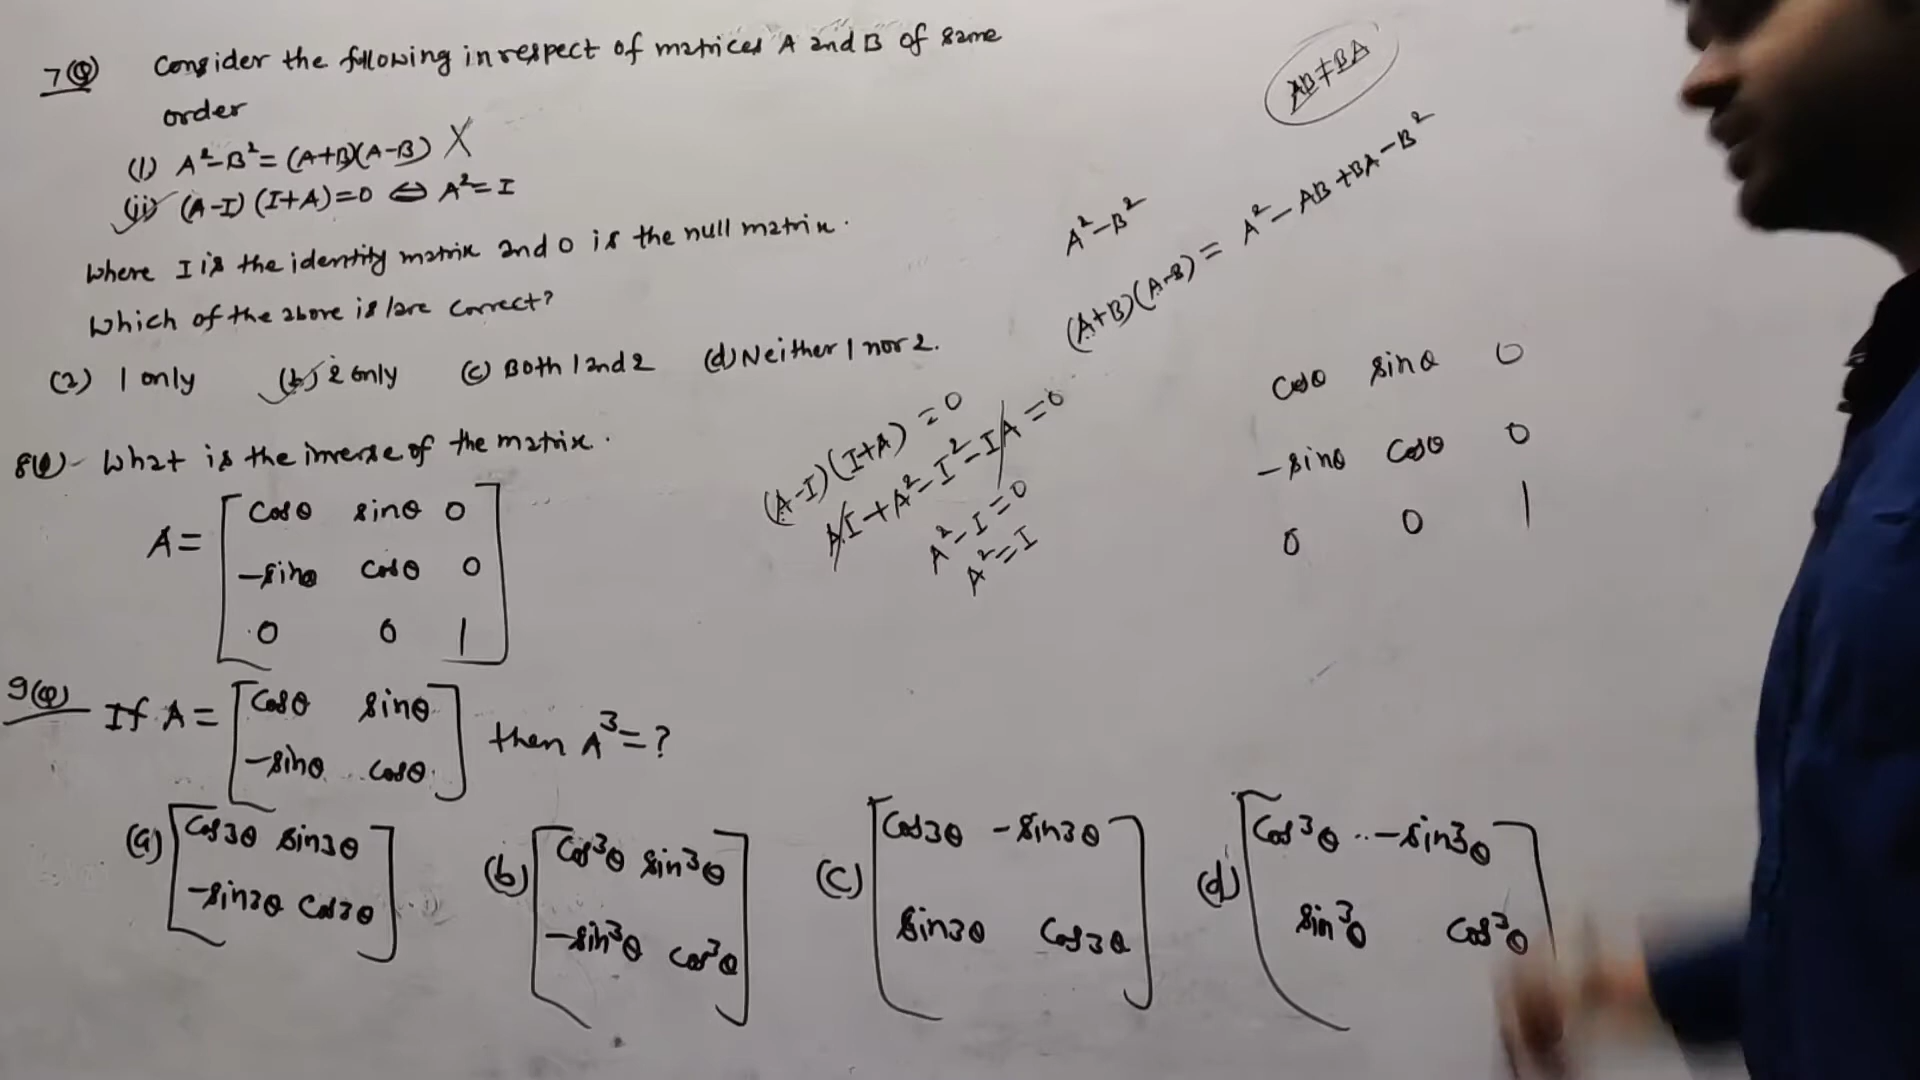 7(Q) Consider the following in respect of matrices A and B of same
order
(1) A²-B²=(A+B)(A-B) X
(ii) (A-I)(I+A)=0 ⇔ A²=I
Where I is the identity matrix and 0 is the null matrix.
Which of the above is/are correct?
(a) 1 only (b) 2 only (c) Both 1 and 2 (d) Neither 1 nor 2.
8(Q) - What is the inverse of the matrix.
A=
cosθ sinθ 0
-sinθ cosθ 0
0 0 1
9(Q) If A=
cosθ sinθ
-sinθ cosθ
then A³=?
(a)
cos3θ sin3θ
-sin3θ cos3θ
(b)
cos³θ sin³θ
-sin³θ cos³θ
(c)
cos3θ -sin3θ
sin3θ cos3θ
(d)
cos³θ -sin³θ
sin³θ cos³θ
AB≠BA
A²-B²
(A+B)(A-B) = A²-AB+BA-B²
(A-I)(I+A)=0
AI+A²-I²-IA=0
A²-I=0
A²=I
cosθ sinθ 0
-sinθ cosθ 0
0 0 1